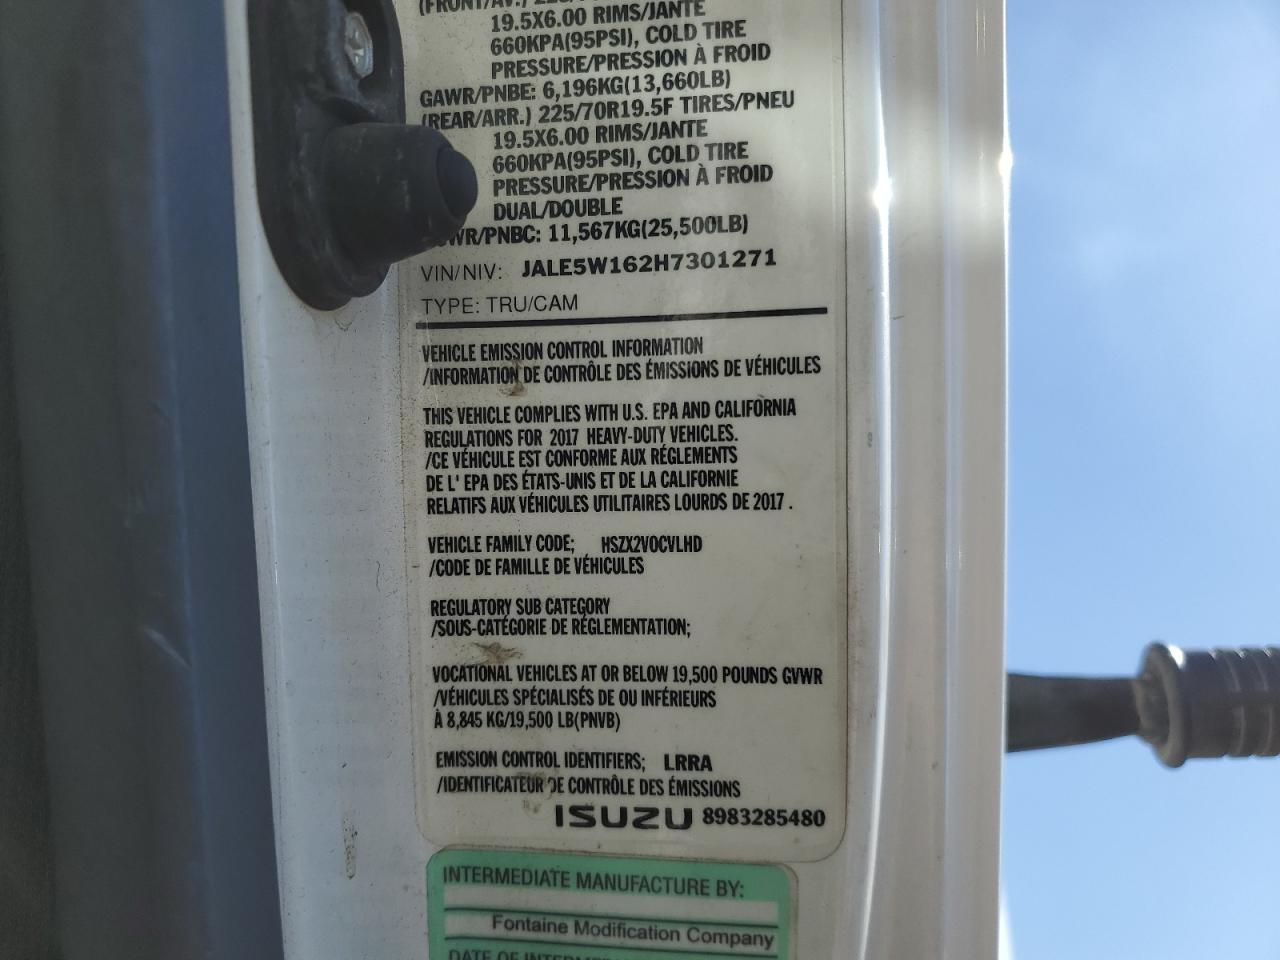 19.5X6.00 RIMS/JANTE
660KPA(95PSI), COLD TIRE
PRESSURE/PRESSION À FROID
GAWR/PNBE: 6,196KG(13,660LB)
(REAR/ARR.) 225/70R19.5F TIRES/PNEU
19.5X6.00 RIMS/JANTE
660KPA(95PSI), COLD TIRE
PRESSURE/PRESSION À FROID
DUAL/DOUBLE
11,567KG(25,500LB)
VIN/NIV: JALE5W162H7301271
TYPE: TRU/CAM
VEHICLE EMISSION CONTROL INFORMATION
/INFORMATION DE CONTRÔLE DES ÉMISSIONS DE VÉHICULES
THIS VEHICLE COMPLIES WITH U.S. EPA AND CALIFORNIA
REGULATIONS FOR 2017 HEAVY-DUTY VEHICLES.
/CE VÉHICULE EST CONFORME AUX RÉGLEMENTS
DE L' EPA DES ÉTATS-UNIS ET DE LA CALIFORNIE
RELATIFS AUX VÉHICULES UTILITAIRES LOURDS DE 2017 .
VEHICLE FAMILY CODE; HSZX2VOCVLHD
/CODE DE FAMILLE DE VÉHICULES
REGULATORY SUB CATEGORY
/SOUS-CATÉGORIE DE RÉGLEMENTATION;
VOCATIONAL VEHICLES AT OR BELOW 19,500 POUNDS GVWR
/VÉHICULES SPÉCIALISÉS DE OU INFÉRIEURS
À 8,845 KG/19,500 LB(PNVB)
EMISSION CONTROL IDENTIFIERS; LRRA
/IDENTIFICATEUR DE CONTRÔLE DES ÉMISSIONS
ISUZU 8983285480
INTERMEDIATE MANUFACTURE BY:
Fontaine Modification Company
DATE OF